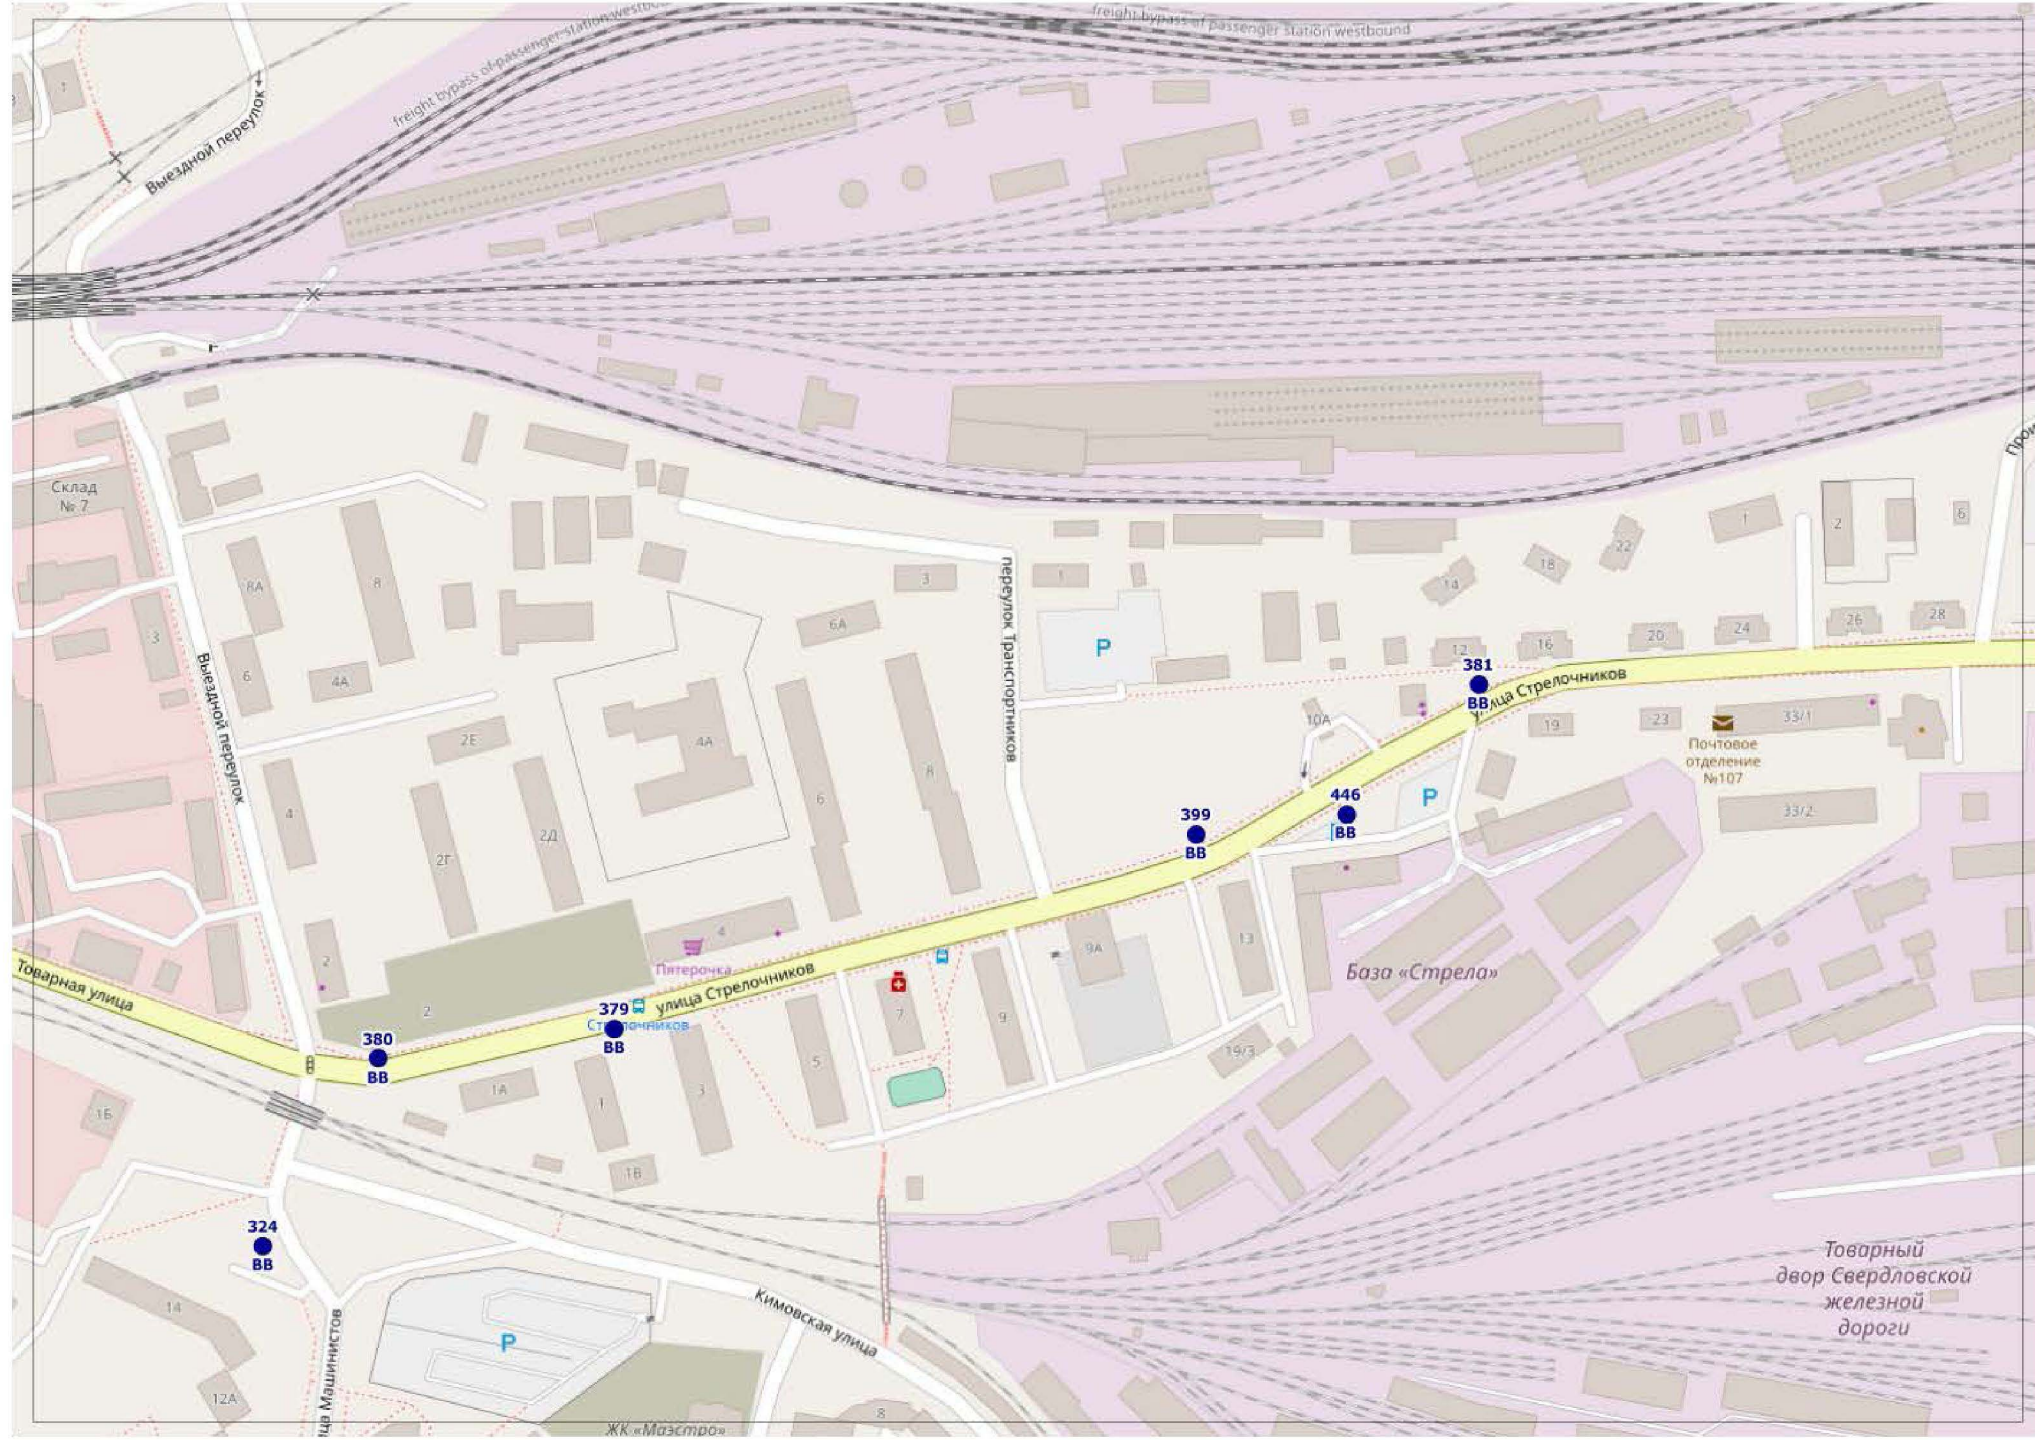 freight bypass of passenger station westbo
freight bypass of passenger station westbound
1
Выездной переулок
Склад
№ 7
3
8А
8
6
4А
Выездной переулок
2Е
4
2Г
2Д
4А
6
8
6А
3
1
переулок Транспортников
P
14
18
22
1
2
6
12
16
20
24
26
28
381
ВВ
улица Стрелочников
10А
19
23
33/1
Почтовое
отделение
№107
33/2
446
ВВ
P
399
ВВ
2
4
Пятерочка
9А
13
База «Стрела»
Товарная улица
2
улица Стрелочников
379
ВВ
380
ВВ
7
9
5
3
1
1А
1В
19/3
1Б
324
ВВ
14
12А
ца Машинистов
P
Кимовская улица
ЖК «Маэстро»
8
Товарный
двор Свердловской
железной
дороги